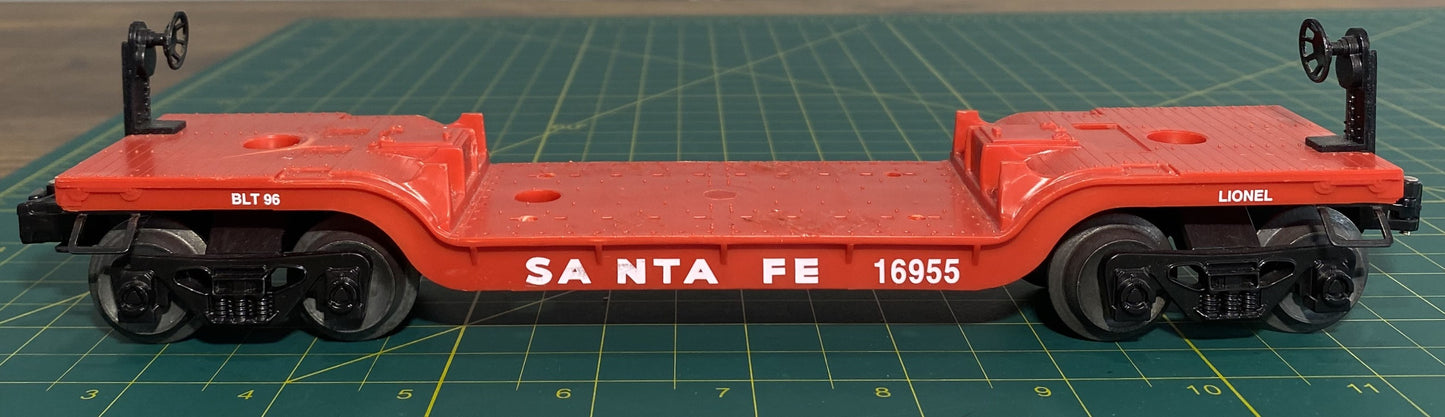 BLT 96
LIONEL
SANTA FE 16955
3 4 5 6 7 8 9 10 11